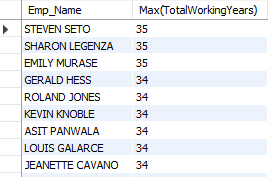 Emp_Name Max(TotalWorkingYears)
STEVEN SETO 35
SHARON LEGENZA 35
EMILY MURASE 35
GERALD HESS 34
ROLAND JONES 34
KEVIN KNOBLE 34
ASIT PANWALA 34
LOUIS GALARCE 34
JEANETTE CAVANO 34